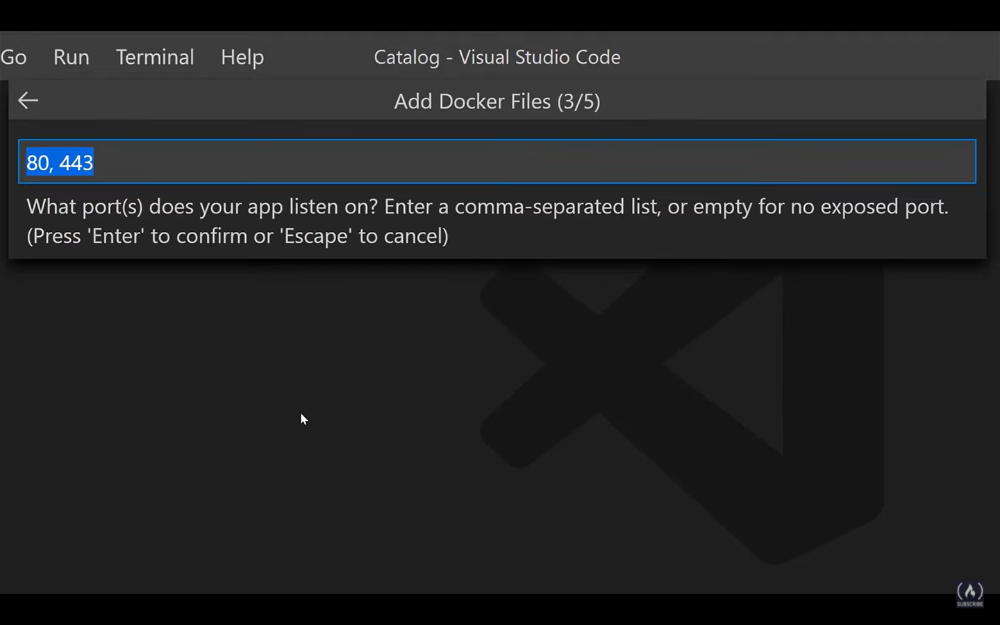 Go Run Terminal Help Catalog - Visual Studio Code
Add Docker Files (3/5)
80, 443
What port(s) does your app listen on? Enter a comma-separated list, or empty for no exposed port.
(Press 'Enter' to confirm or 'Escape' to cancel)
SUBSCRIBE